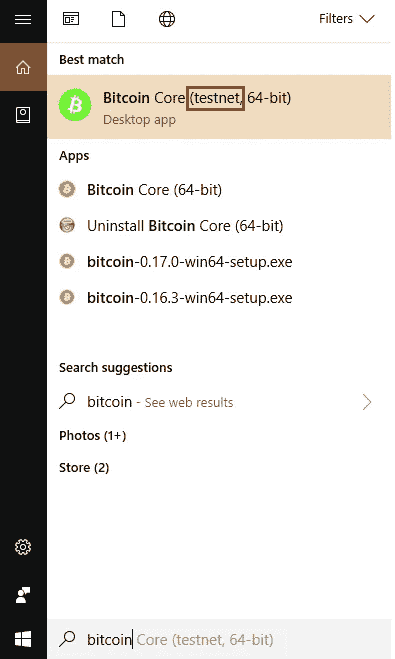 Filters
Best match
Bitcoin Core (testnet, 64-bit)
Desktop app
Apps
Bitcoin Core (64-bit)
Uninstall Bitcoin Core (64-bit)
bitcoin-0.17.0-win64-setup.exe
bitcoin-0.16.3-win64-setup.exe
Search suggestions
bitcoin - See web results
Photos (1+)
Store (2)
bitcoin Core (testnet, 64-bit)